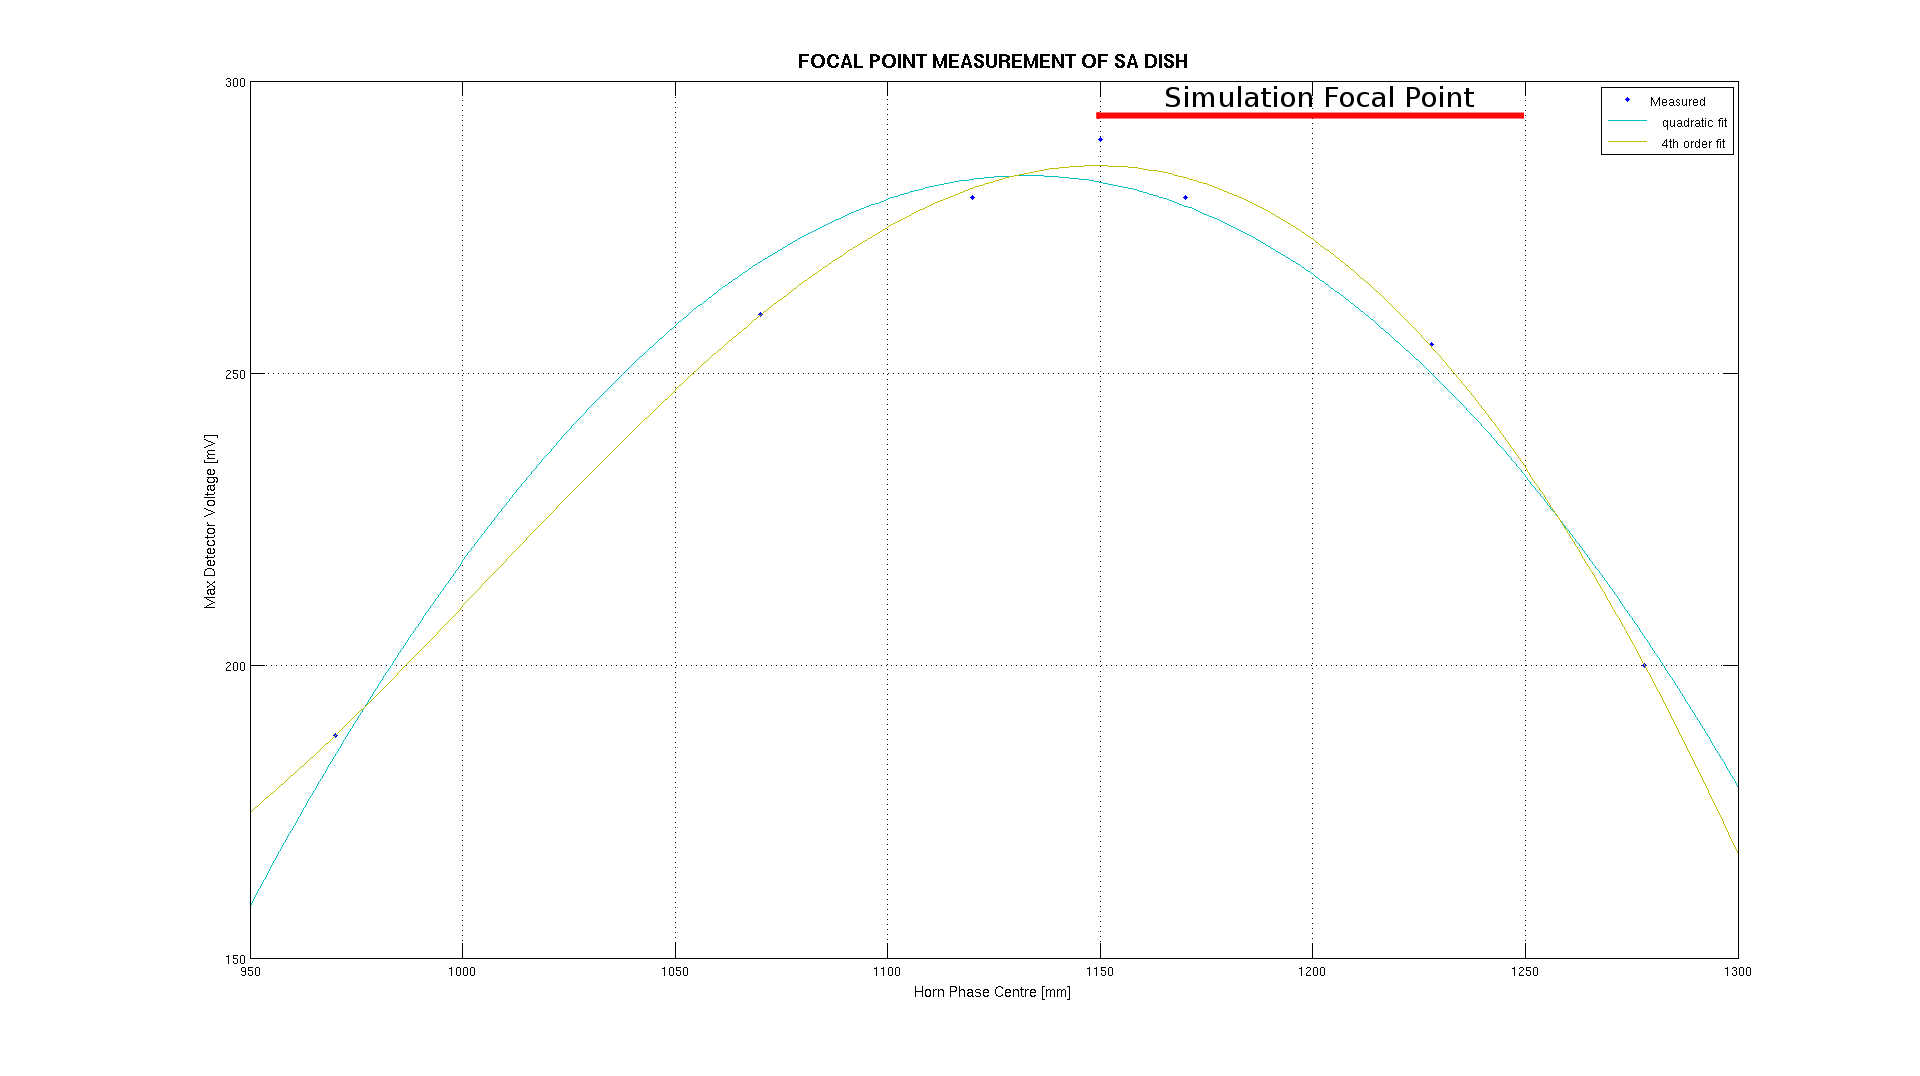 FOCAL POINT MEASUREMENT OF SA DISH
Simulation Focal Point
Measured
quadratic fit
4th order fit
300
250
200
150
Max Detector Voltage [mV]
950 1000 1050 1100 1150 1200 1250 1300
Horn Phase Centre [mm]